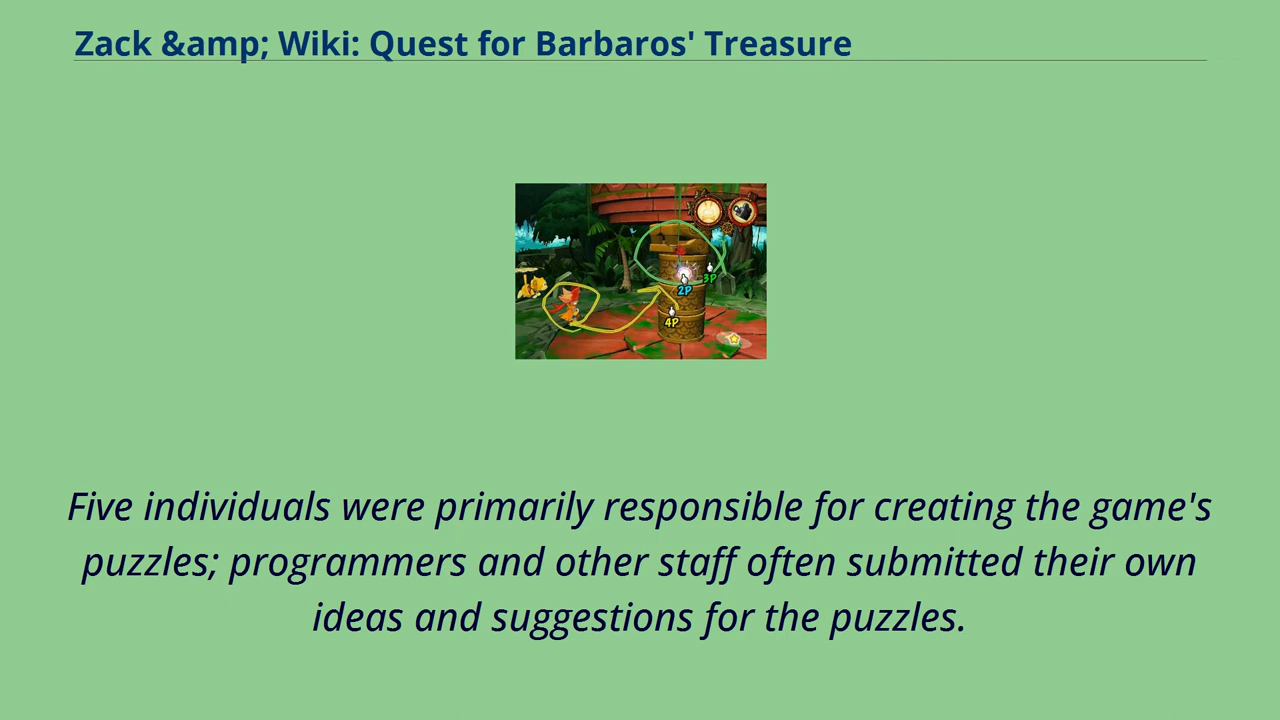 Zack &amp; Wiki: Quest for Barbaros' Treasure
2P
3P
4P
Five individuals were primarily responsible for creating the game's
puzzles; programmers and other staff often submitted their own
ideas and suggestions for the puzzles.